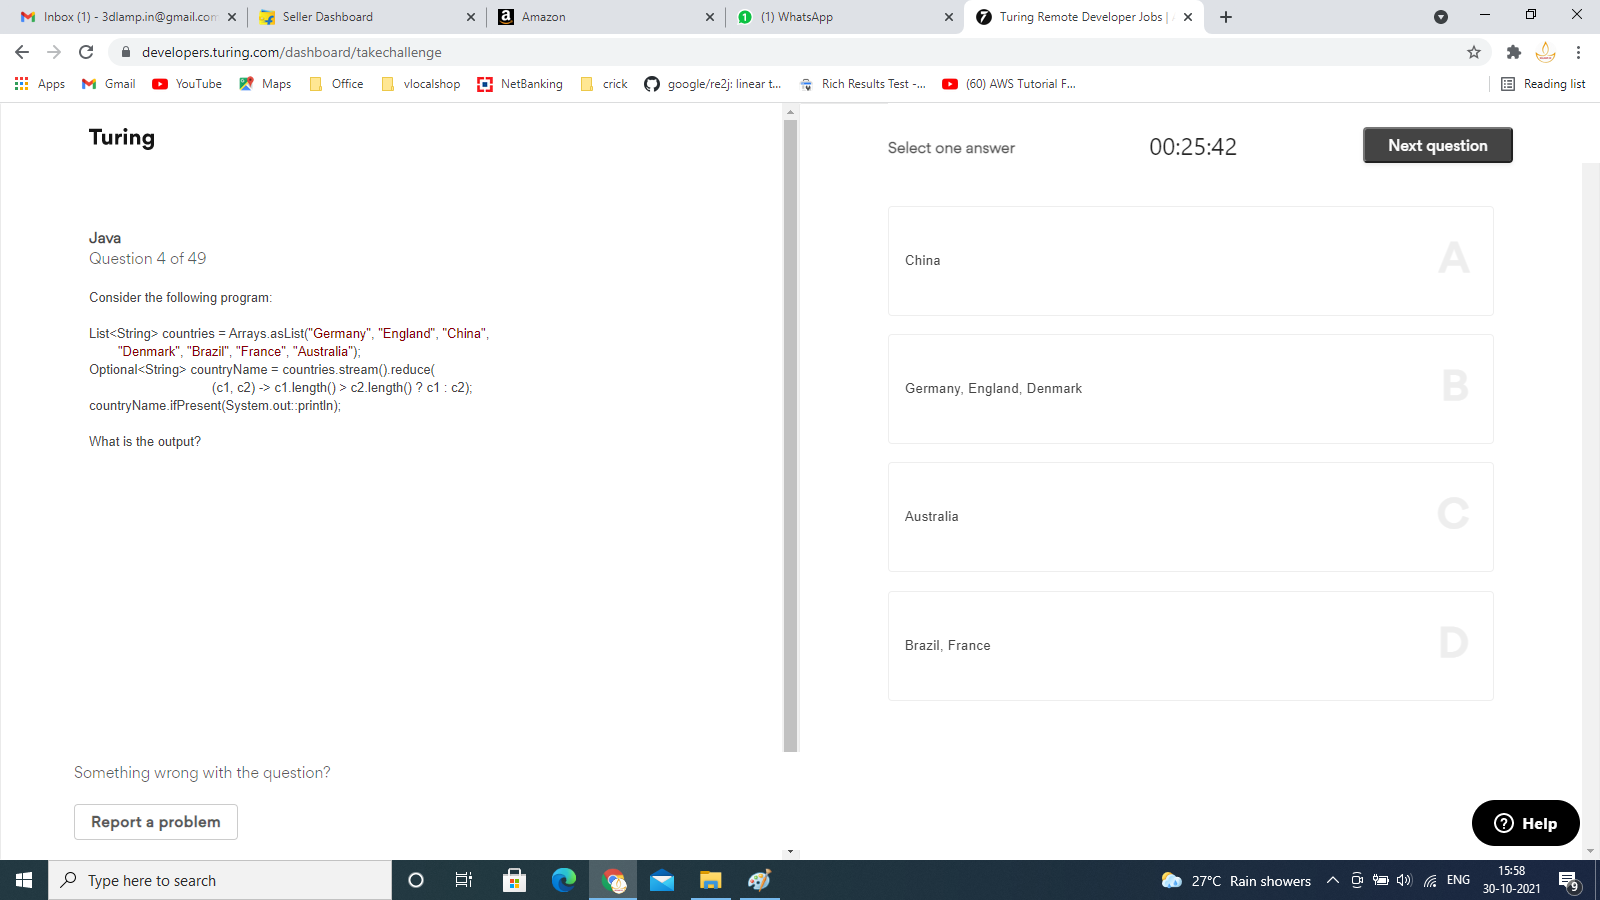 Inbox (1) - 3dlamp.in@gmail.com
Seller Dashboard
Amazon
(1) WhatsApp
Turing Remote Developer Jobs |
developers.turing.com/dashboard/takechallenge
Apps
Gmail
YouTube
Maps
Office
vlocalshop
NetBanking
crick
google/re2j: linear t...
Rich Results Test -...
(60) AWS Tutorial F...
Reading list
Turing
Java
Question 4 of 49
Consider the following program:
List<String> countries = Arrays.asList("Germany", "England", "China",
"Denmark", "Brazil", "France", "Australia");
Optional<String> countryName = countries.stream().reduce(
(c1, c2) -> c1.length() > c2.length() ? c1 : c2);
countryName.ifPresent(System.out::println);
What is the output?
Something wrong with the question?
Report a problem
Select one answer
00:25:42
Next question
China
A
Germany, England, Denmark
B
Australia
C
Brazil, France
D
Help
Type here to search
27°C Rain showers
ENG
15:58
30-10-2021
9